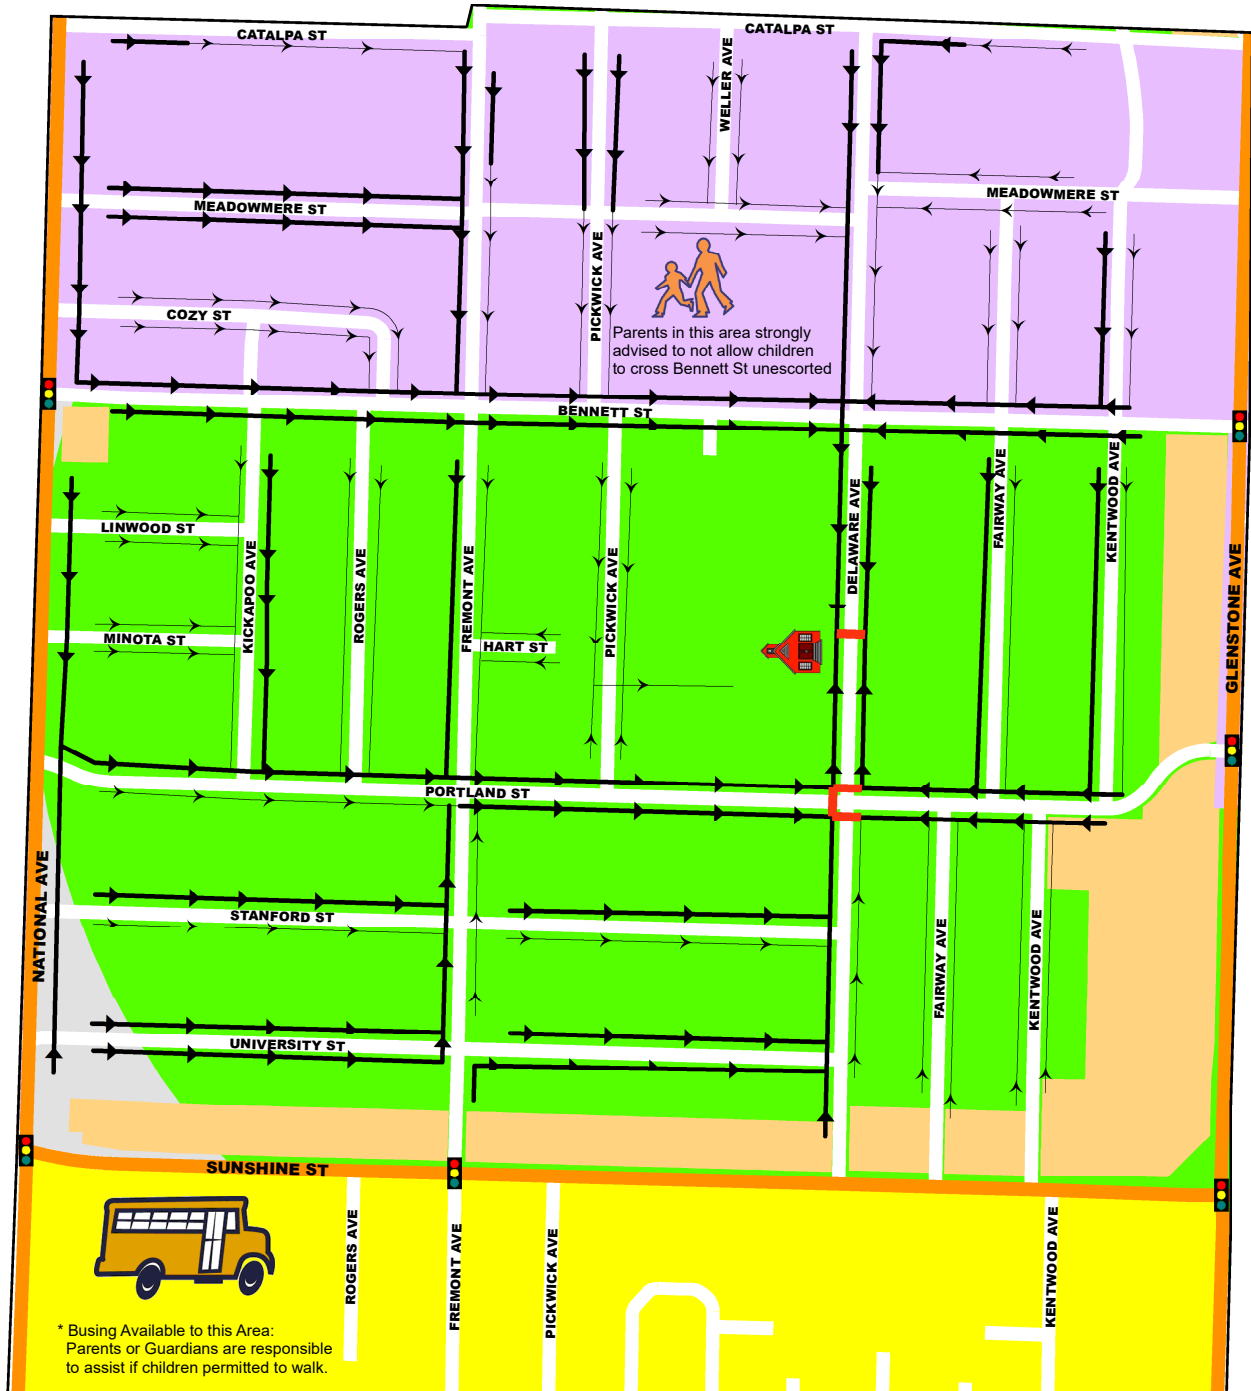 CATALPA ST
CATALPA ST
WELLER AVE
MEADOWMERE ST
MEADOWMERE ST
PICKWICK AVE
COZY ST
Parents in this area strongly
advised to not allow children
to cross Bennett St unescorted
BENNETT ST
LINWOOD ST
KICKAPOO AVE
ROGERS AVE
FREMONT AVE
PICKWICK AVE
DELAWARE AVE
FAIRWAY AVE
KENTWOOD AVE
GLENSTONE AVE
MINOTA ST
HART ST
PORTLAND ST
NATIONAL AVE
STANFORD ST
FAIRWAY AVE
KENTWOOD AVE
UNIVERSITY ST
SUNSHINE ST
ROGERS AVE
FREMONT AVE
PICKWICK AVE
KENTWOOD AVE
* Busing Available to this Area:
Parents or Guardians are responsible
to assist if children permitted to walk.